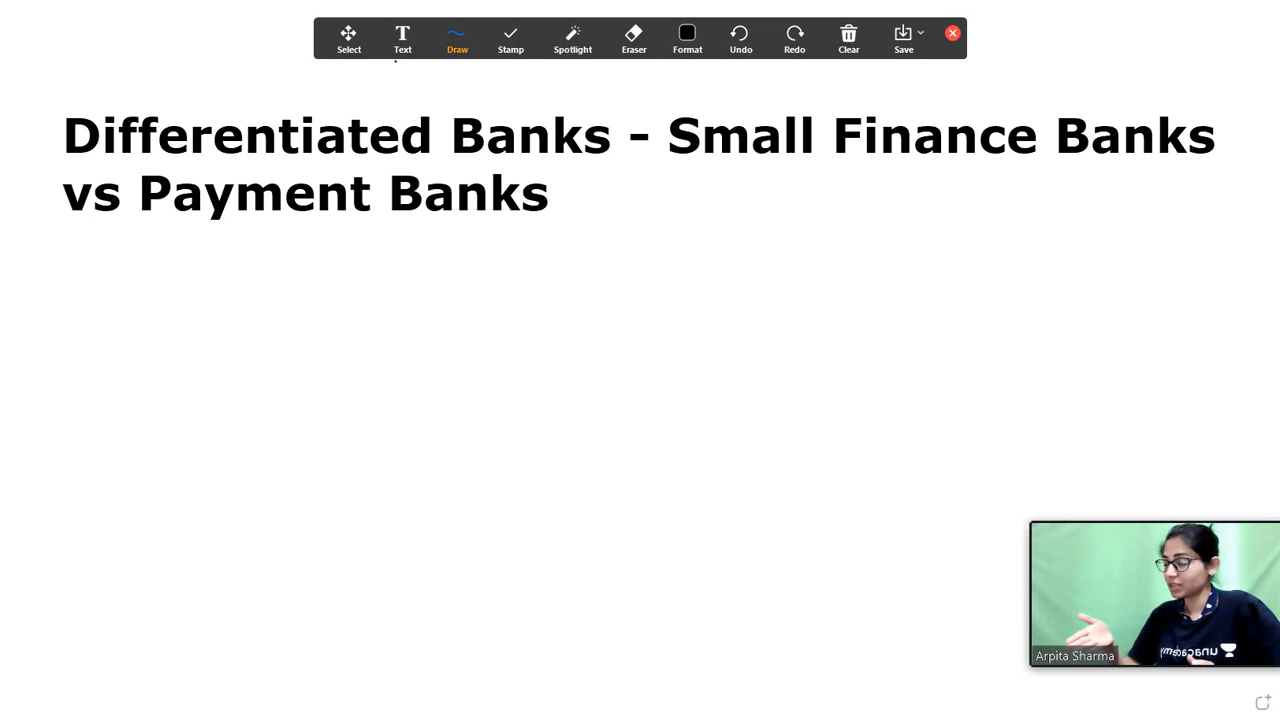 Select Text Draw Stamp Spotlight Eraser Format Undo Redo Clear Save
Differentiated Banks - Small Finance Banks
vs Payment Banks
Arpita Sharma
unacademy